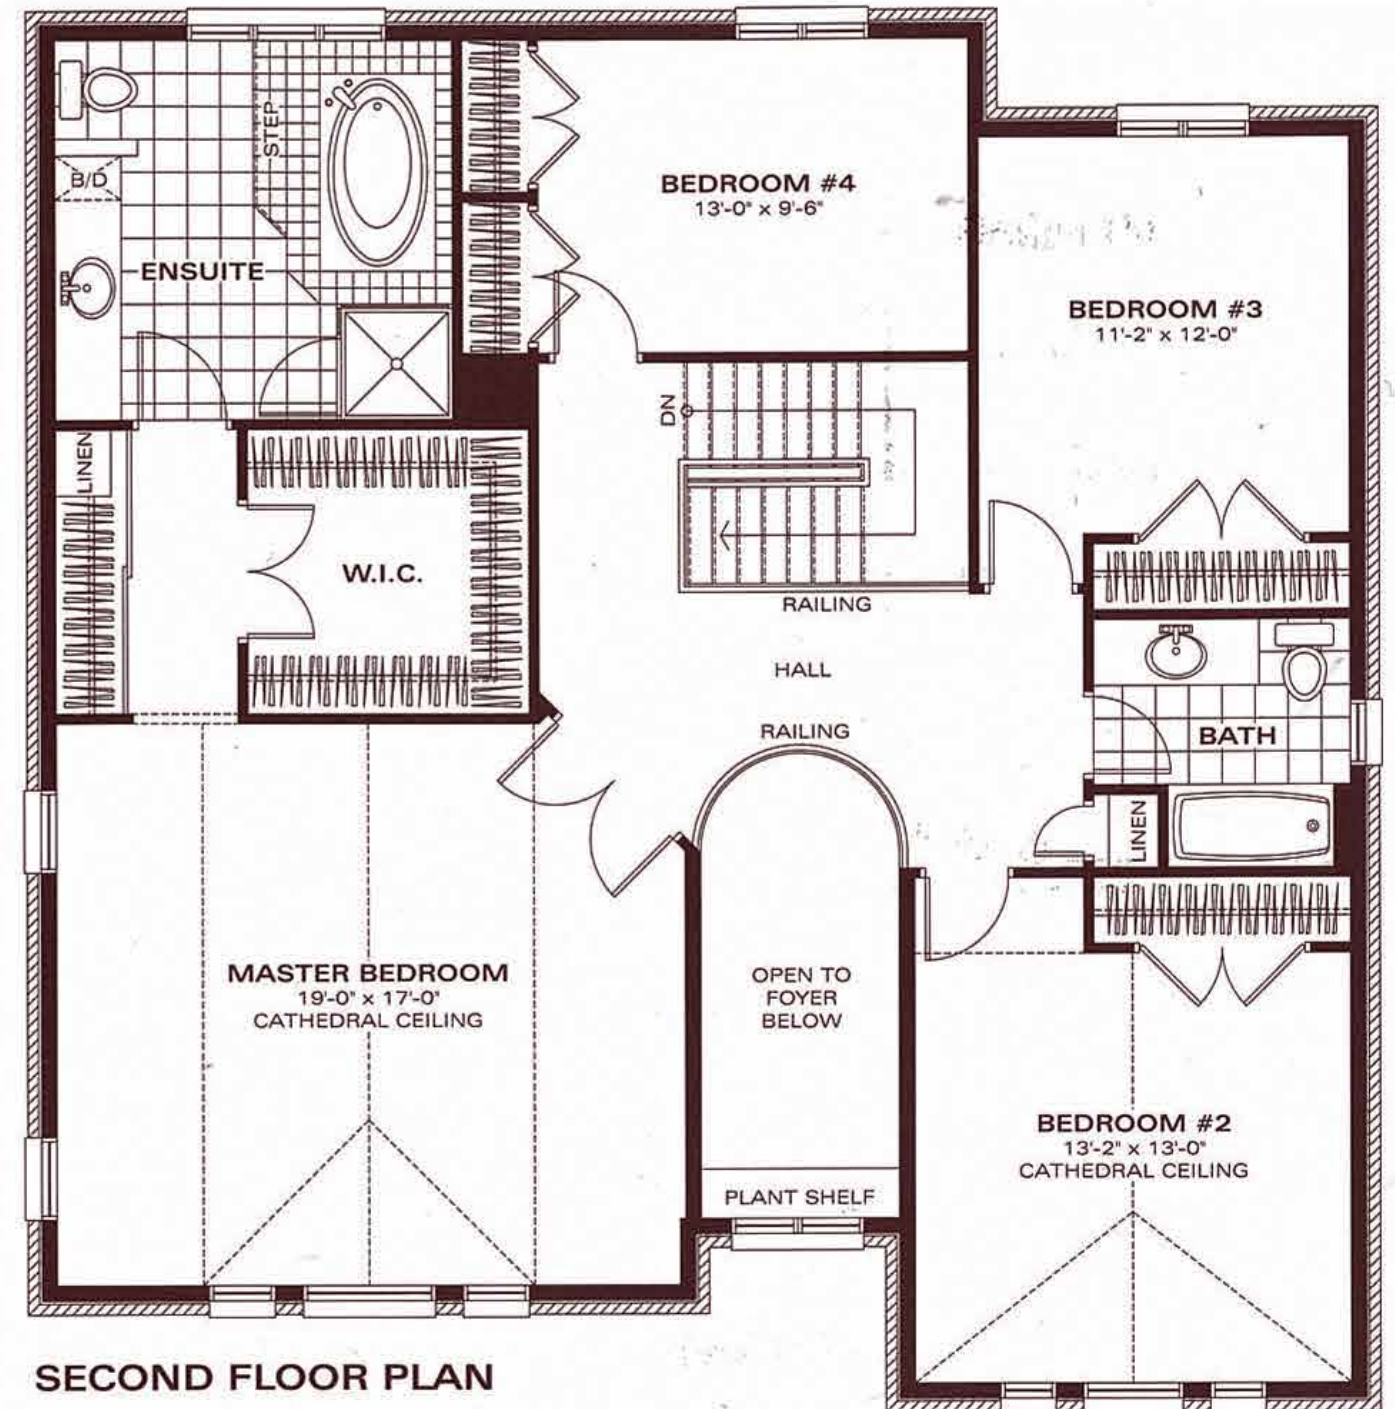 STEP
B/D
ENSUITE
BEDROOM #4
13'-0" x 9'-6"
BEDROOM #3
11'-2" x 12'-0"
DN
LINEN
W.I.C.
RAILING
HALL
RAILING
BATH
LINEN
MASTER BEDROOM
19'-0" x 17'-0"
CATHEDRAL CEILING
OPEN TO
FOYER
BELOW
BEDROOM #2
13'-2" x 13'-0"
CATHEDRAL CEILING
PLANT SHELF
SECOND FLOOR PLAN